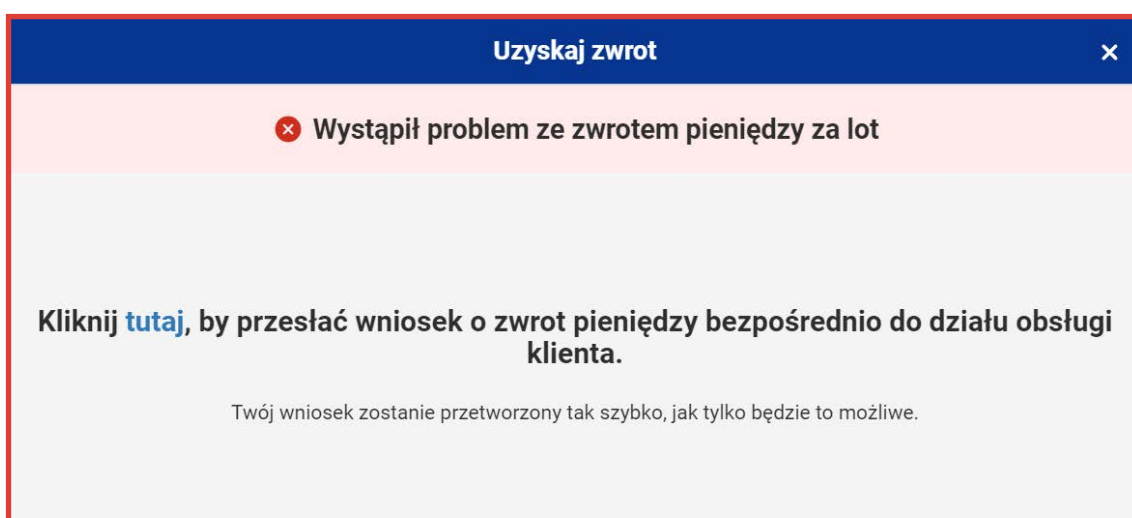 Uzyskaj zwrot
Wystąpił problem ze zwrotem pieniędzy za lot
Kliknij tutaj, by przesłać wniosek o zwrot pieniędzy bezpośrednio do działu obsługi
klienta.
Twój wniosek zostanie przetworzony tak szybko, jak tylko będzie to możliwe.